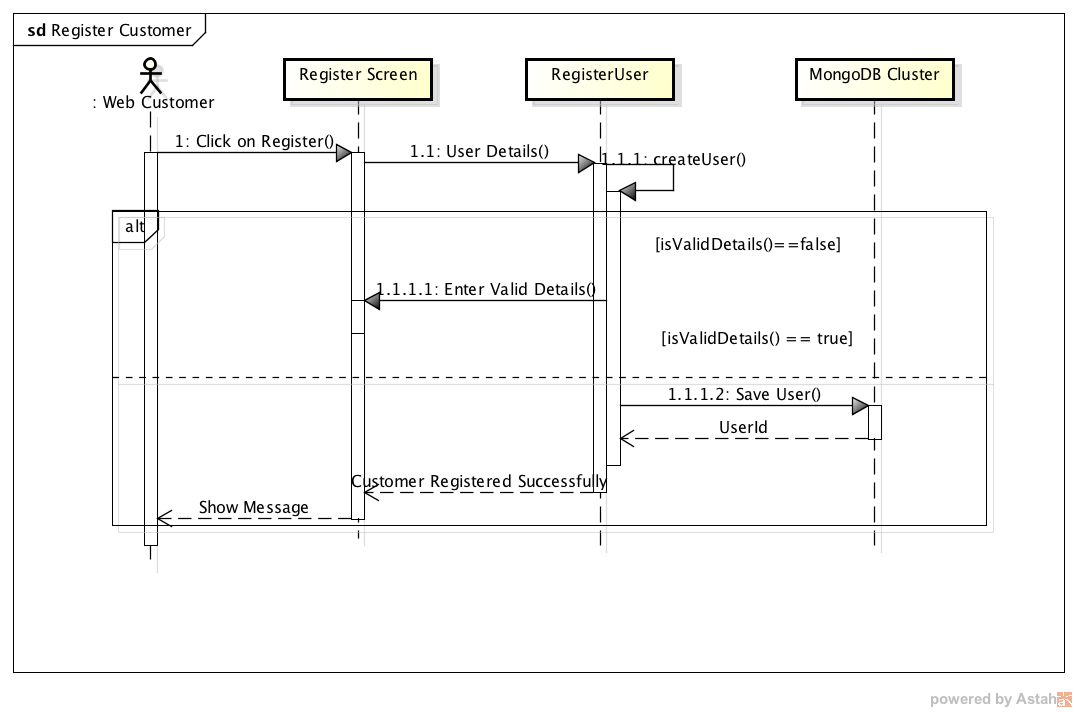 sd Register Customer
: Web Customer
Register Screen
RegisterUser
MongoDB Cluster
1: Click on Register()
1.1: User Details()
1.1.1: createUser()
alt
[isValidDetails()==false]
1.1.1.1: Enter Valid Details()
[isValidDetails() == true]
1.1.1.2: Save User()
UserId
Customer Registered Successfully
Show Message
powered by Astah